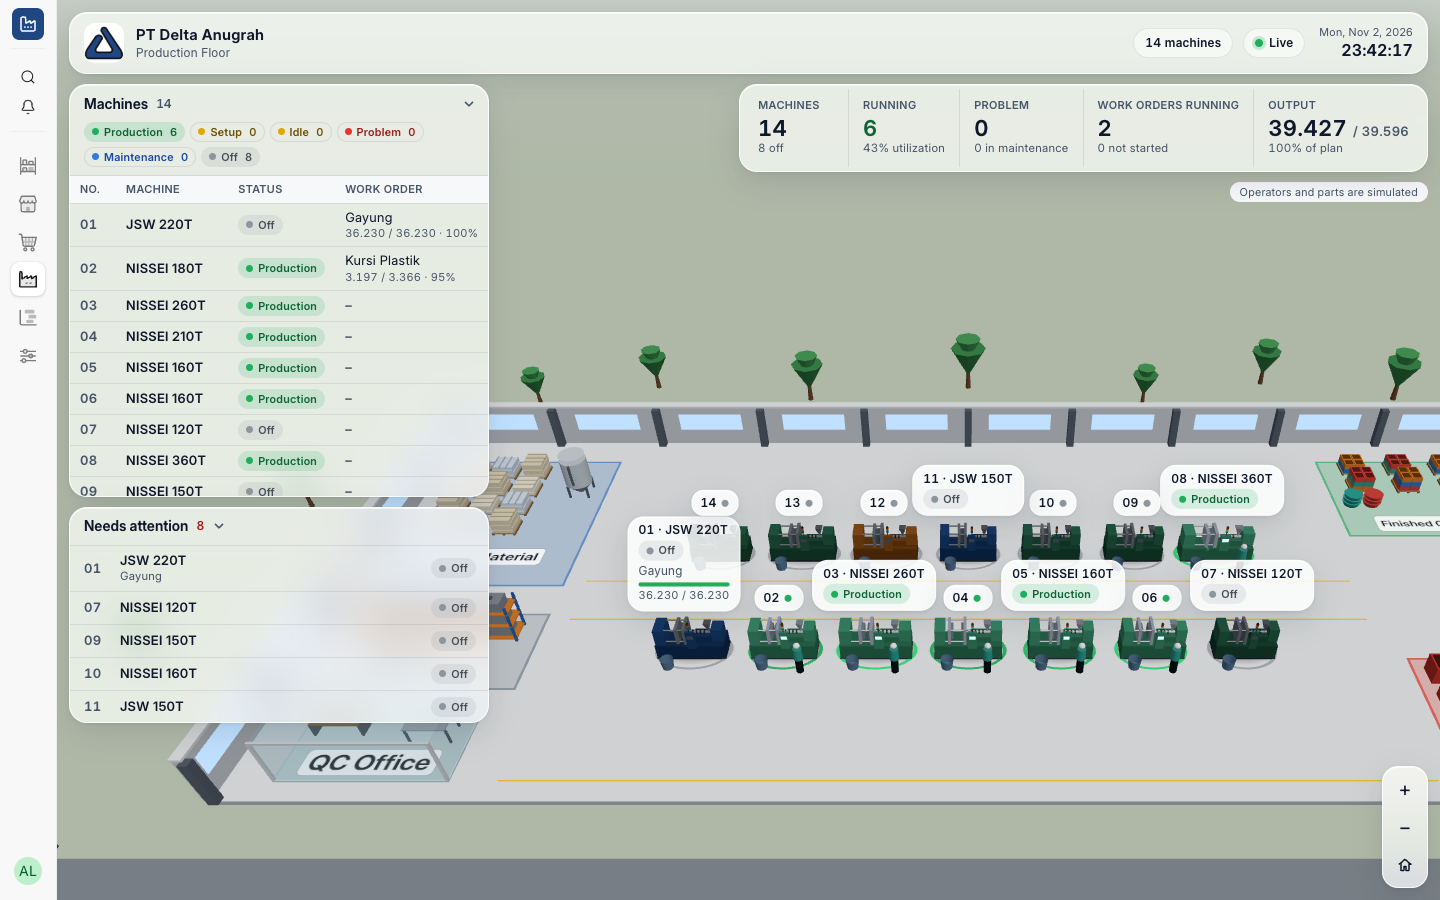 PT Delta Anugrah
Production Floor
14 machines
Live
Mon, Nov 2, 2026
23:42:17
Machines 14
Production 6
Setup 0
Idle 0
Problem 0
Maintenance 0
Off 8
NO. MACHINE STATUS WORK ORDER
01 JSW 220T Off Gayung
36.230 / 36.230 · 100%
02 NISSEI 180T Production Kursi Plastik
3.197 / 3.366 · 95%
03 NISSEI 260T Production –
04 NISSEI 210T Production –
05 NISSEI 160T Production –
06 NISSEI 160T Production –
07 NISSEI 120T Off –
08 NISSEI 360T Production –
09 NISSEI 150T Off –
Needs attention 8
01 JSW 220T Off
Gayung
07 NISSEI 120T Off
09 NISSEI 150T Off
10 NISSEI 160T Off
11 JSW 150T Off
MACHINES
14
8 off
RUNNING
6
43% utilization
PROBLEM
0
0 in maintenance
WORK ORDERS RUNNING
2
0 not started
OUTPUT
39.427 / 39.596
100% of plan
Operators and parts are simulated
14
13
12
11 · JSW 150T
Off
10
09
08 · NISSEI 360T
Production
01 · JSW 220T
Off
Gayung
36.230 / 36.230
02
03 · NISSEI 260T
Production
04
05 · NISSEI 160T
Production
06
07 · NISSEI 120T
Off
aterial
Finished
QC Office
+
−
AL